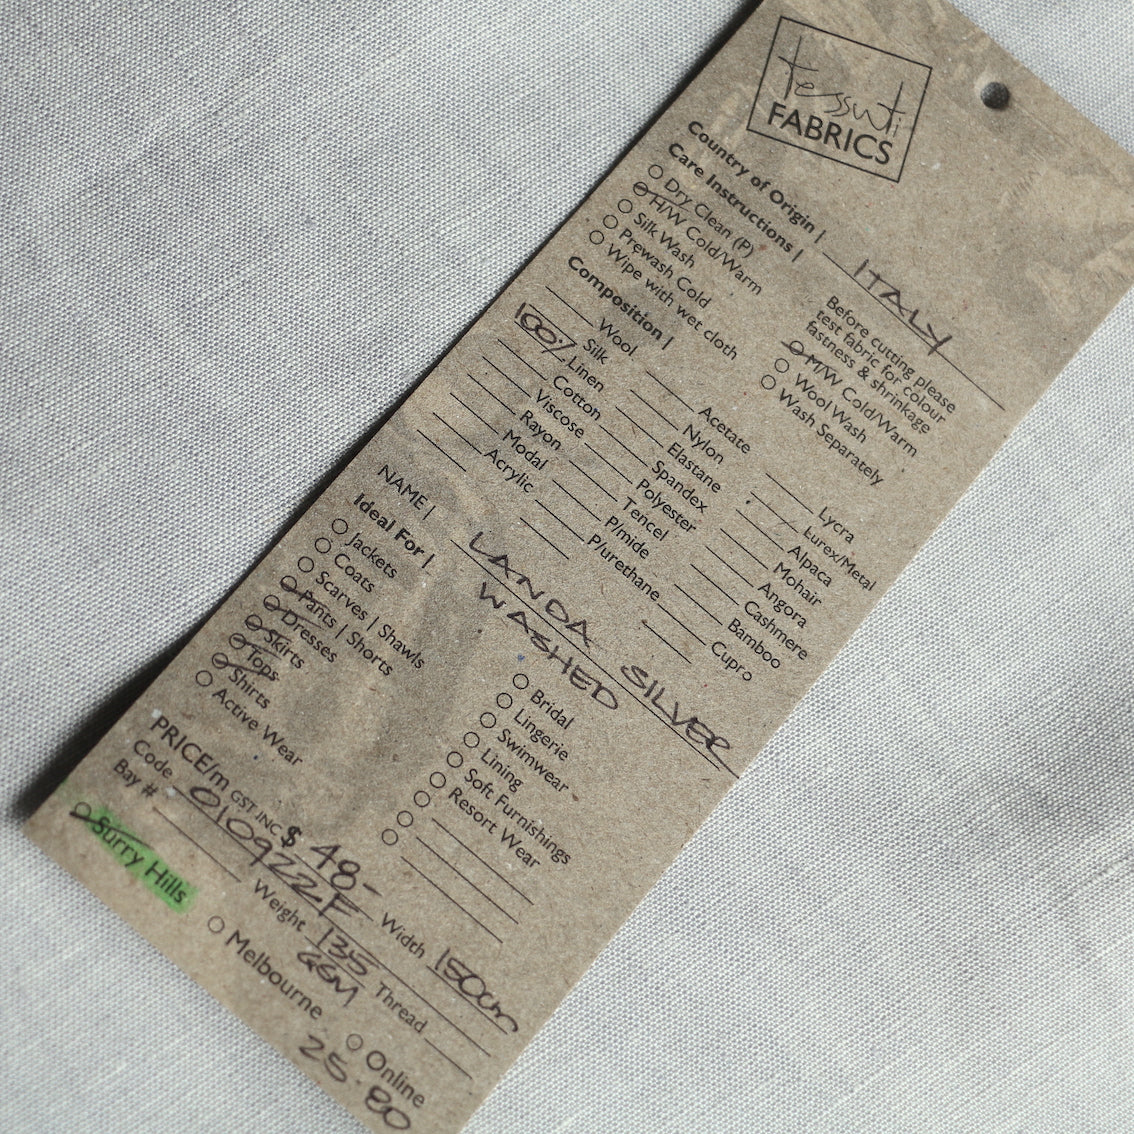 tessuti
FABRICS
Country of Origin | ITALY
Care Instructions |
Dry Clean (P)
H/W Cold/Warm
Silk Wash
Prewash Cold
Wipe with wet cloth
Before cutting please
test fabric for colour
fastness & shrinkage
M/W Cold/Warm
Wool Wash
Wash Separately
Composition |
Wool
Silk
100% Linen
Cotton
Viscose
Rayon
Modal
Acrylic
Acetate
Nylon
Elastane
Spandex
Polyester
Tencel
P/mide
P/urethane
Lycra
Lurex/Metal
Alpaca
Mohair
Angora
Cashmere
Bamboo
Cupro
NAME | LANDA SILVER
WASHED
Ideal For |
Jackets
Coats
Scarves | Shawls
Pants | Shorts
Dresses
Skirts
Tops
Shirts
Active Wear
Bridal
Lingerie
Swimwear
Lining
Soft Furnishings
Resort Wear
PRICE/m GST INC $ 48-
Code 010922LF Width 150cm
Bay # Weight 135 GSM Thread
Surry Hills
Melbourne
Online
25.80